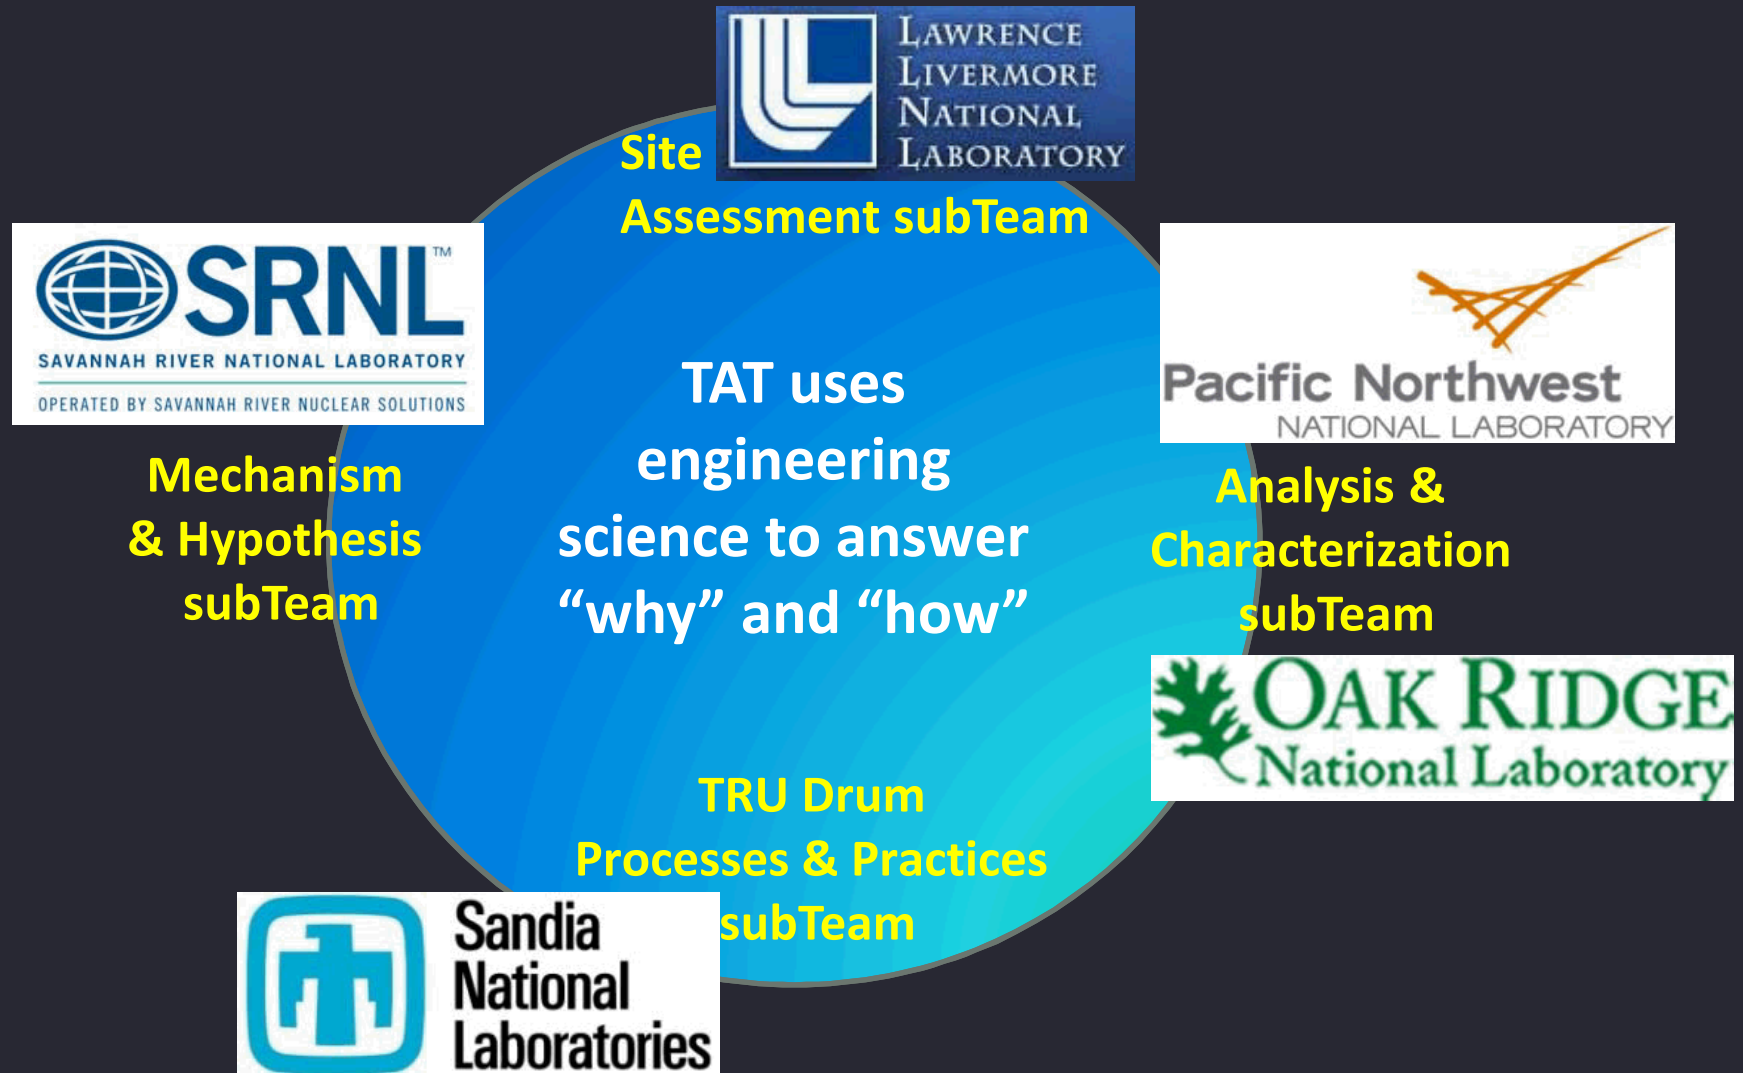 LAWRENCE
LIVERMORE
NATIONAL
LABORATORY
Site
Assessment subTeam
SRNL™
SAVANNAH RIVER NATIONAL LABORATORY
OPERATED BY SAVANNAH RIVER NUCLEAR SOLUTIONS
Mechanism
& Hypothesis
subTeam
TAT uses
engineering
science to answer
“why” and “how”
Pacific Northwest
NATIONAL LABORATORY
Analysis &
Characterization
subTeam
OAK RIDGE
National Laboratory
TRU Drum
Processes & Practices
subTeam
Sandia
National
Laboratories